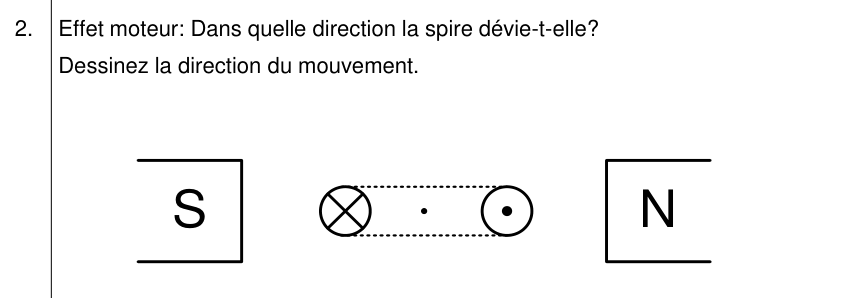 2.
Effet moteur: Dans quelle direction la spire dévie-t-elle?
Dessinez la direction du mouvement.
S
N